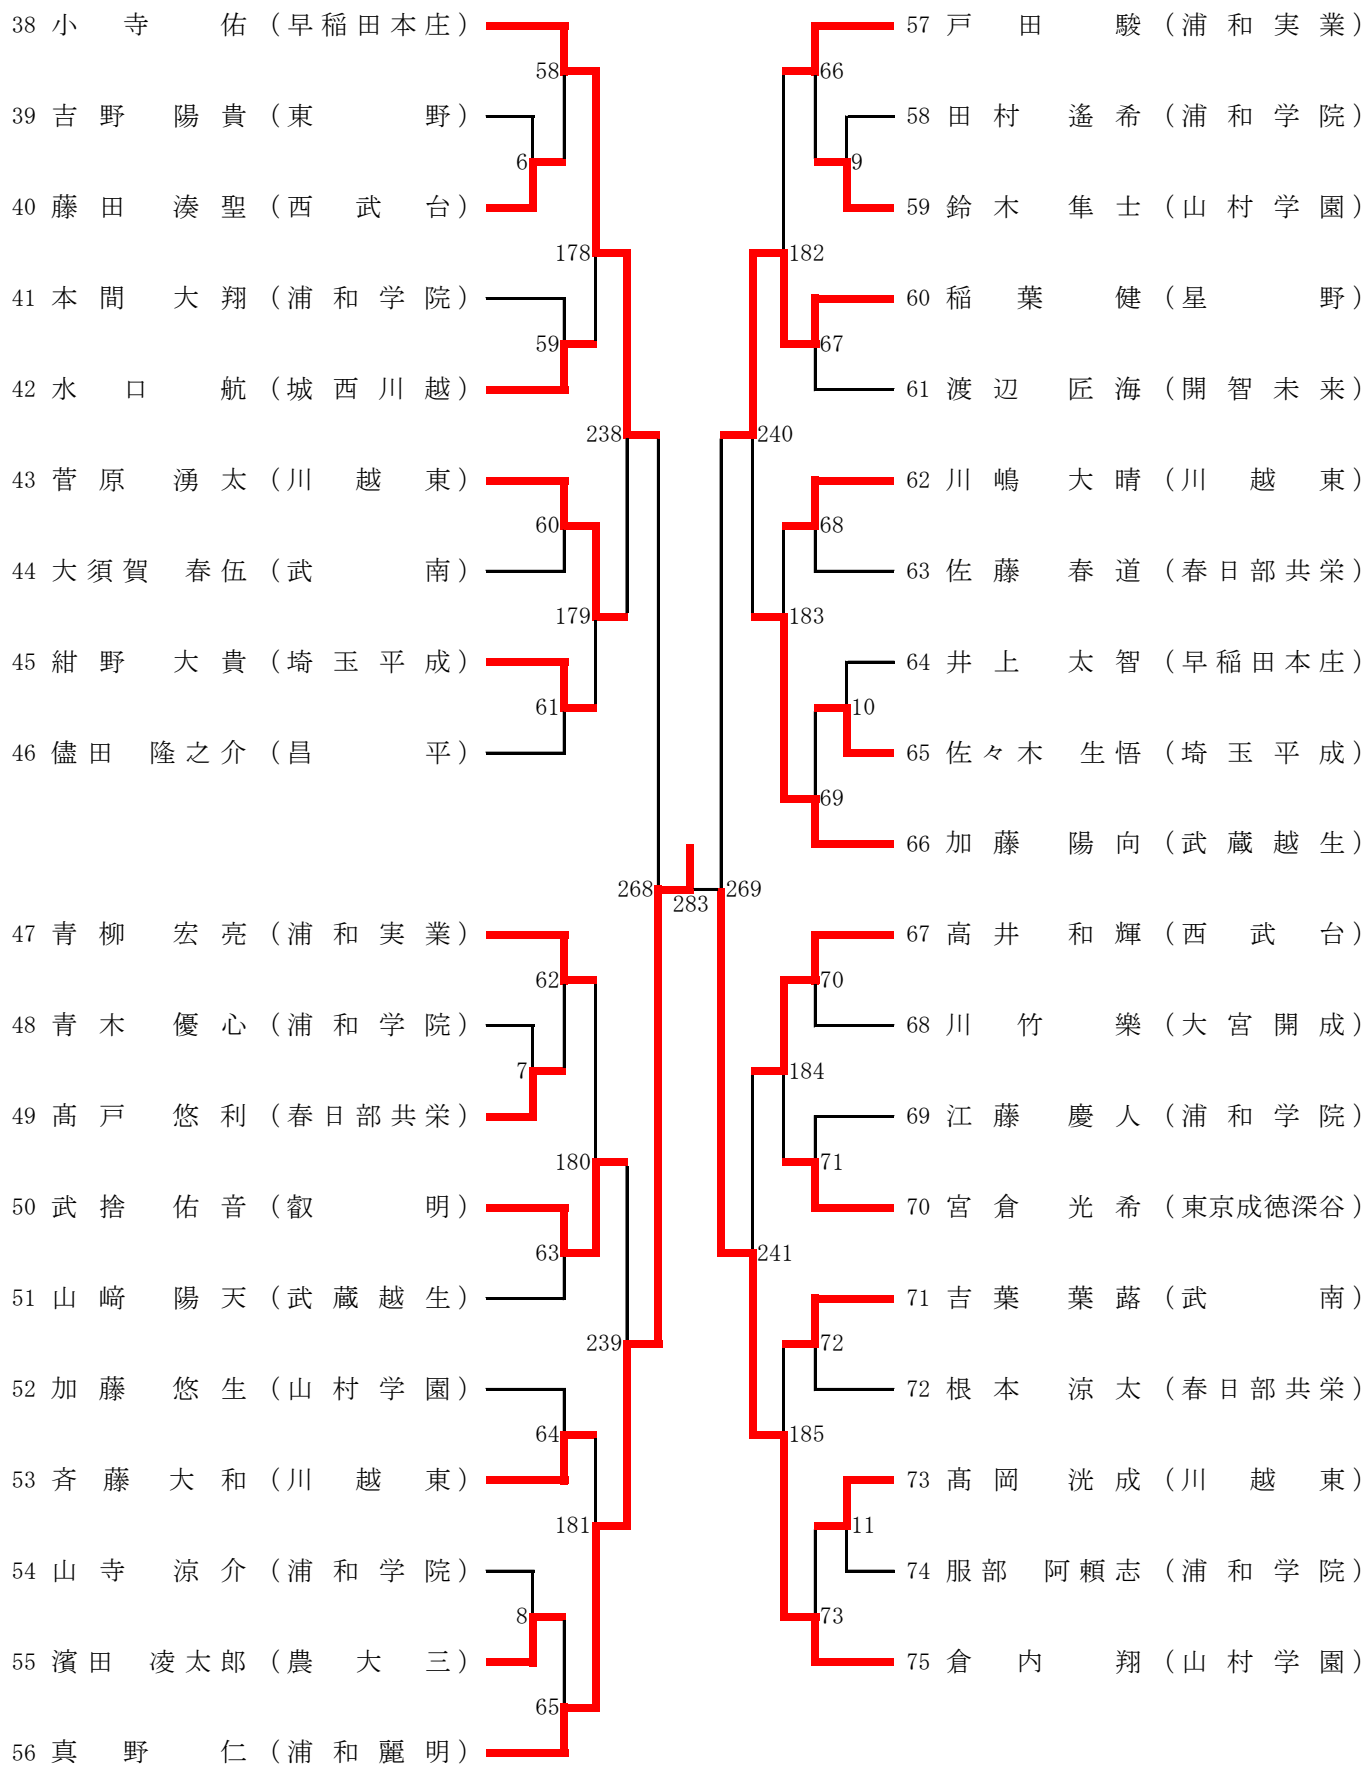 38 小寺 佑 (早稲田本庄)
39 吉野 陽貴 (東野)
40 藤田 湊聖 (西武台)
41 本間 大翔 (浦和学院)
42 水口 航 (城西川越)
43 菅原 湧太 (川越東)
44 大須賀 春伍 (武南)
45 紺野 大貴 (埼玉平成)
46 儘田 隆之介 (昌平)
47 青柳 宏亮 (浦和実業)
48 青木 優心 (浦和学院)
49 髙戸 悠利 (春日部共栄)
50 武捨 佑音 (叡明)
51 山﨑 陽天 (武蔵越生)
52 加藤 悠生 (山村学園)
53 斉藤 大和 (川越東)
54 山寺 涼介 (浦和学院)
55 濱田 凌太郎 (農大三)
56 真野 仁 (浦和麗明)
58
6
178
59
238
60
179
61
268
283
269
62
7
180
63
239
64
181
8
65
66
9
182
67
240
68
183
10
69
70
184
71
241
72
185
11
73
57 戸田 駿 (浦和実業)
58 田村 遙希 (浦和学院)
59 鈴木 隼士 (山村学園)
60 稲葉 健 (星野)
61 渡辺 匠海 (開智未来)
62 川嶋 大晴 (川越東)
63 佐藤 春道 (春日部共栄)
64 井上 太智 (早稲田本庄)
65 佐々木 生悟 (埼玉平成)
66 加藤 陽向 (武蔵越生)
67 高井 和輝 (西武台)
68 川竹 樂 (大宮開成)
69 江藤 慶人 (浦和学院)
70 宮倉 光希 (東京成徳深谷)
71 吉葉 葉蕗 (武南)
72 根本 涼太 (春日部共栄)
73 髙岡 洸成 (川越東)
74 服部 阿頼志 (浦和学院)
75 倉内 翔 (山村学園)